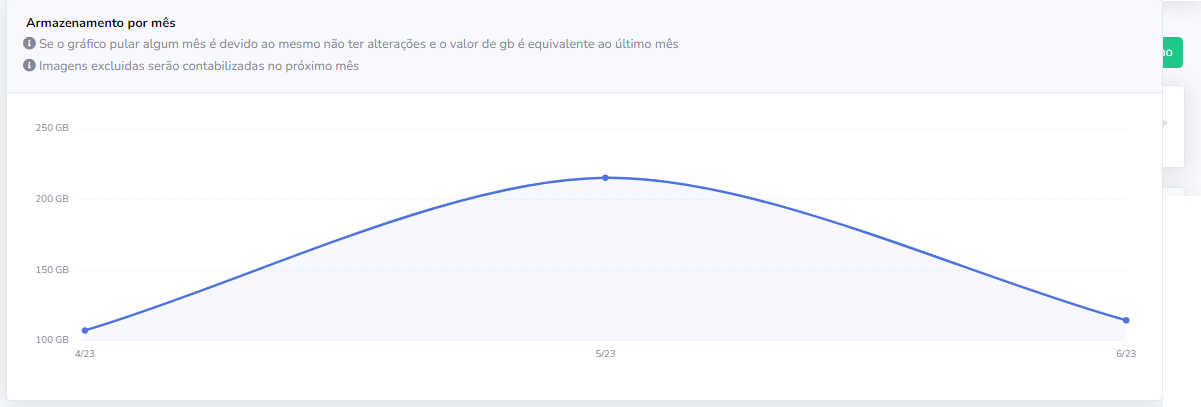 Armazenamento por mês
Se o gráfico pular algum mês é devido ao mesmo não ter alterações e o valor de gb é equivalente ao último mês
Imagens excluidas serão contabilizadas no próximo mês
250 GB
200 GB
150 GB
100 GB
4/23
5/23
6/23